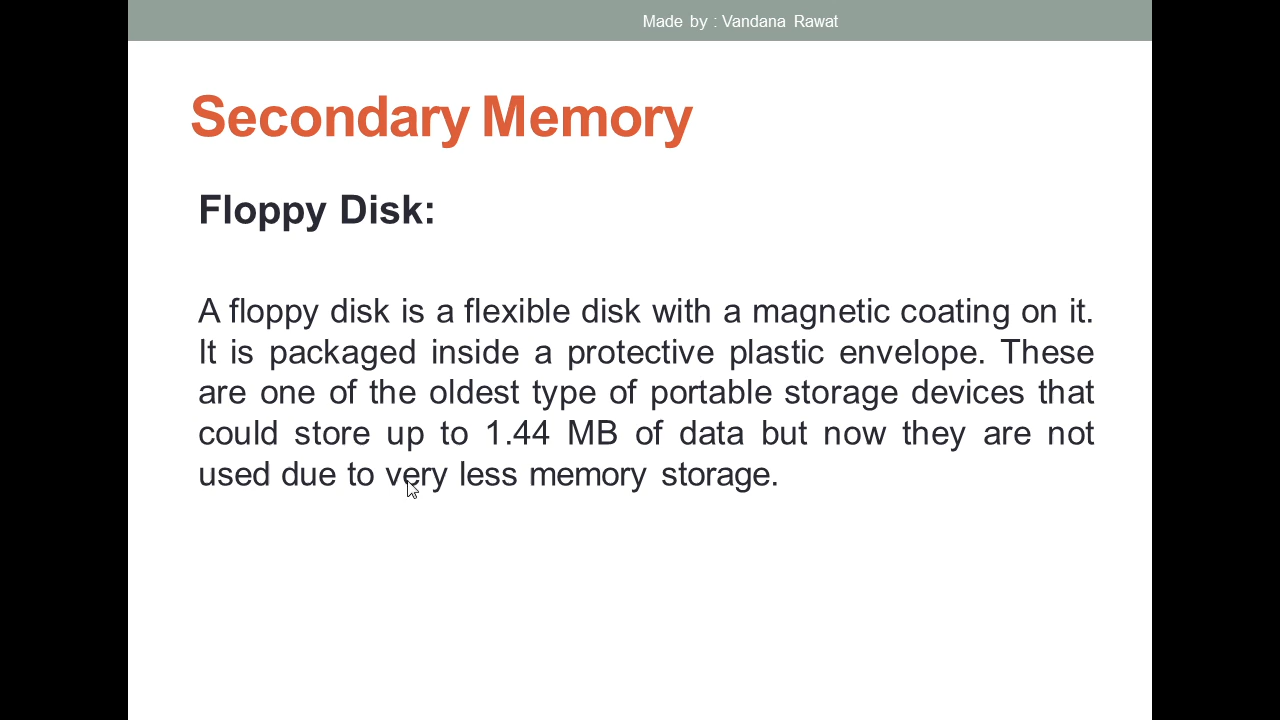 Made by : Vandana Rawat
Secondary Memory
Floppy Disk:
A floppy disk is a flexible disk with a magnetic coating on it.
It is packaged inside a protective plastic envelope. These
are one of the oldest type of portable storage devices that
could store up to 1.44 MB of data but now they are not
used due to very less memory storage.